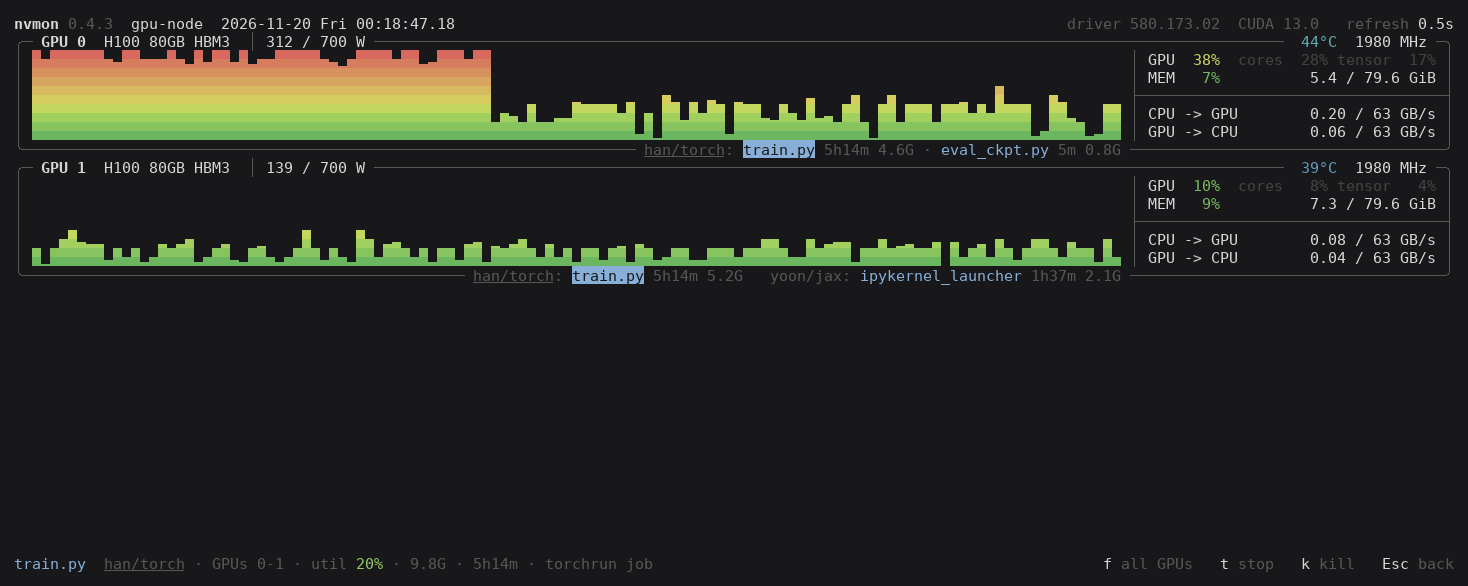 nvmon 0.4.3 gpu-node 2026-11-20 Fri 00:18:47.18 driver 580.173.02 CUDA 13.0 refresh 0.5s
GPU 0 H100 80GB HBM3 312 / 700 W 44°C 1980 MHz
GPU 38% cores 28% tensor 17%
MEM 7% 5.4 / 79.6 GiB
CPU -> GPU 0.20 / 63 GB/s
GPU -> CPU 0.06 / 63 GB/s
han/torch: train.py 5h14m 4.6G · eval_ckpt.py 5m 0.8G
GPU 1 H100 80GB HBM3 139 / 700 W 39°C 1980 MHz
GPU 10% cores 8% tensor 4%
MEM 9% 7.3 / 79.6 GiB
CPU -> GPU 0.08 / 63 GB/s
GPU -> CPU 0.04 / 63 GB/s
han/torch: train.py 5h14m 5.2G yoon/jax: ipykernel_launcher 1h37m 2.1G
train.py han/torch · GPUs 0-1 · util 20% · 9.8G · 5h14m · torchrun job f all GPUs t stop k kill Esc back